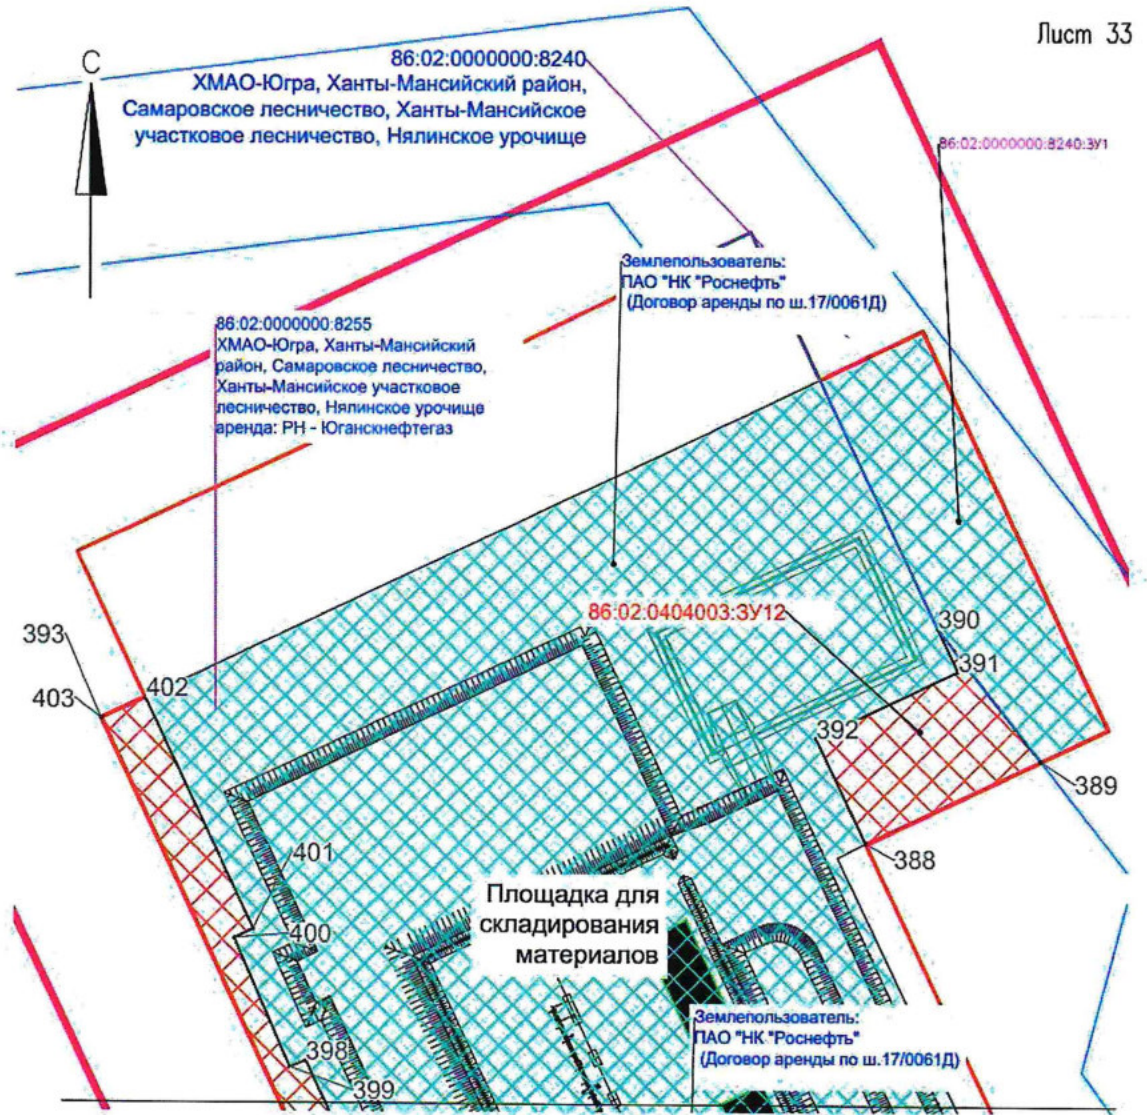 Лист 33
С
86:02:0000000:8240
ХМАО-Югра, Ханты-Мансийский район,
Самаровское лесничество, Ханты-Мансийское
участковое лесничество, Нялинское урочище
86:02:0000000:8240:ЗУ1
Землепользователь:
ПАО "НК "Роснефть"
(Договор аренды по ш.17/0061Д)
86:02:0000000:8255
ХМАО-Югра, Ханты-Мансийский
район, Самаровское лесничество,
Ханты-Мансийское участковое
лесничество, Нялинское урочище
аренда: РН - Юганскнефтегаз
86:02:0404003:ЗУ12
390
391
393
403
402
392
389
388
401
400
Площадка для
складирования
материалов
Землепользователь:
ПАО "НК "Роснефть"
(Договор аренды по ш.17/0061Д)
398
399